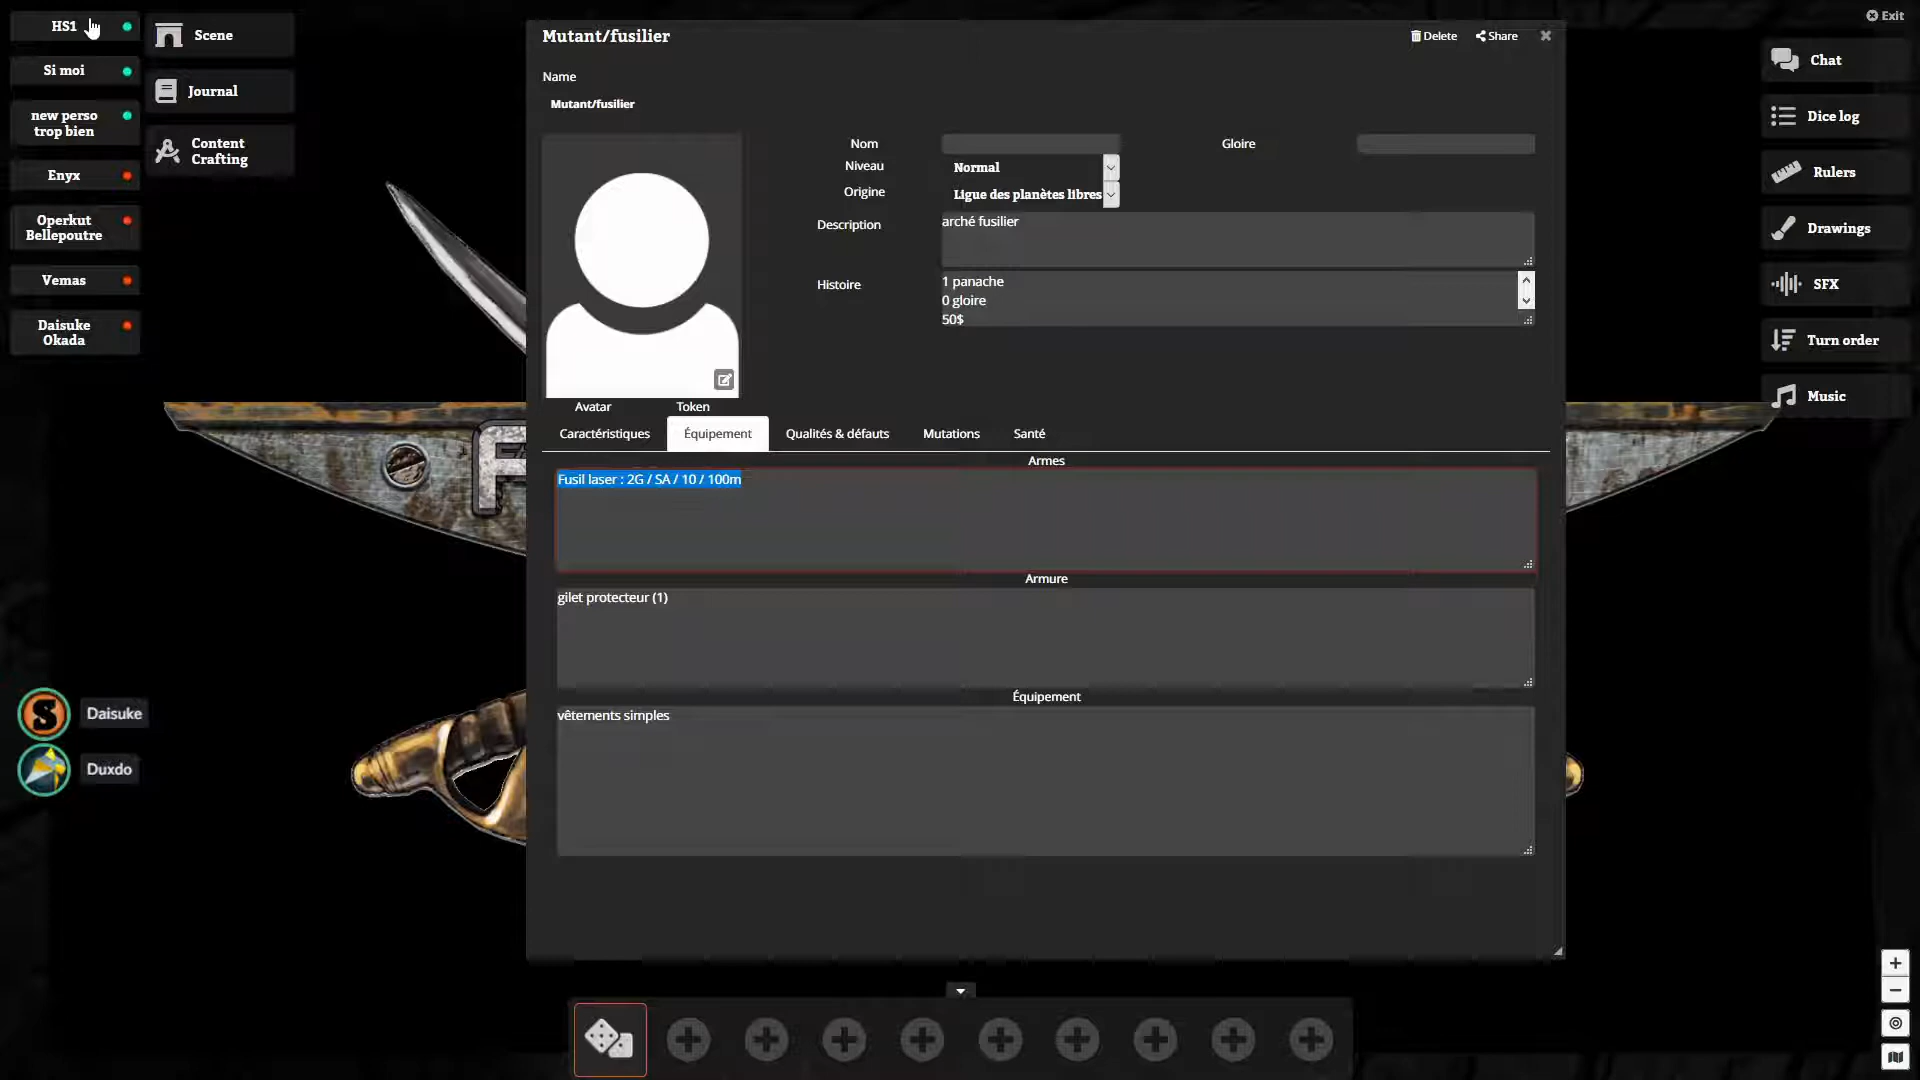 HS1
Si moi
new perso
trop bien
Enyx
Operkut
Bellepoutre
Vemas
Daisuke
Okada
Scene
Journal
Content
Crafting
Daisuke
Duxdo
Mutant/fusilier
Delete
Share
Name
Mutant/fusilier
Nom
Gloire
Niveau
Normal
Origine
Ligue des planètes libres
Description
arché fusilier
Histoire
1 panache
0 gloire
50$
Avatar
Token
Caractéristiques
Équipement
Qualités & défauts
Mutations
Santé
Armes
Fusil laser : 2G / SA / 10 / 100m
Armure
gilet protecteur (1)
Équipement
vêtements simples
Exit
Chat
Dice log
Rulers
Drawings
SFX
Turn order
Music